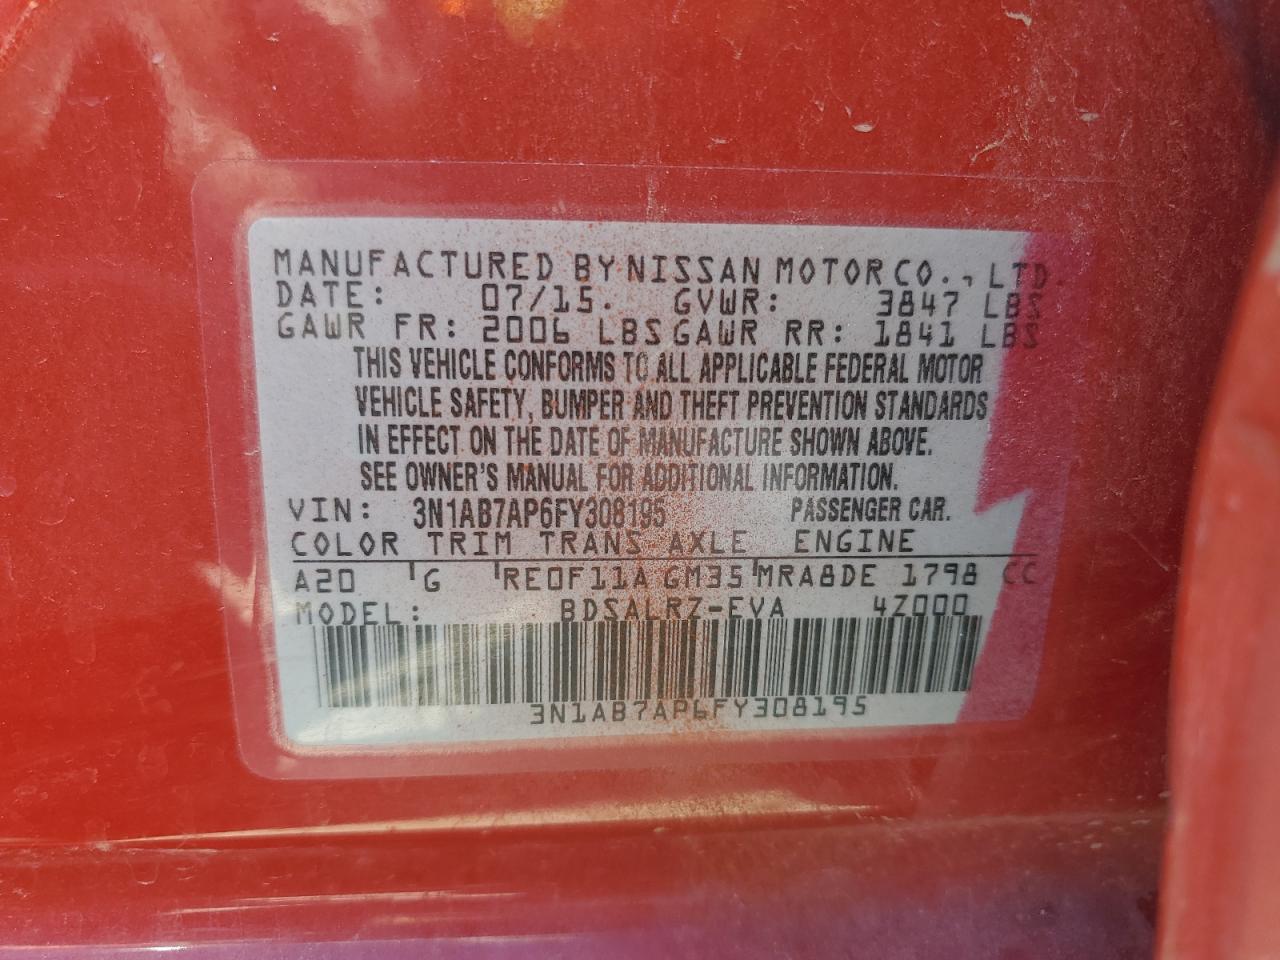 MANUFACTURED BY NISSAN MOTOR CO., LTD.
DATE: 07/15. GVWR: 3847 LBS
GAWR FR: 2006 LBS GAWR RR: 1841 LBS
THIS VEHICLE CONFORMS TO ALL APPLICABLE FEDERAL MOTOR
VEHICLE SAFETY, BUMPER AND THEFT PREVENTION STANDARDS
IN EFFECT ON THE DATE OF MANUFACTURE SHOWN ABOVE.
SEE OWNER'S MANUAL FOR ADDITIONAL INFORMATION.
VIN: 3N1AB7AP6FY308195 PASSENGER CAR.
COLOR TRIM TRANS AXLE ENGINE
A20 G RE0F11A GM35 MRA8DE 1798 CC
MODEL: BDSALRZ-EVA 4Z000
3N1AB7AP6FY308195